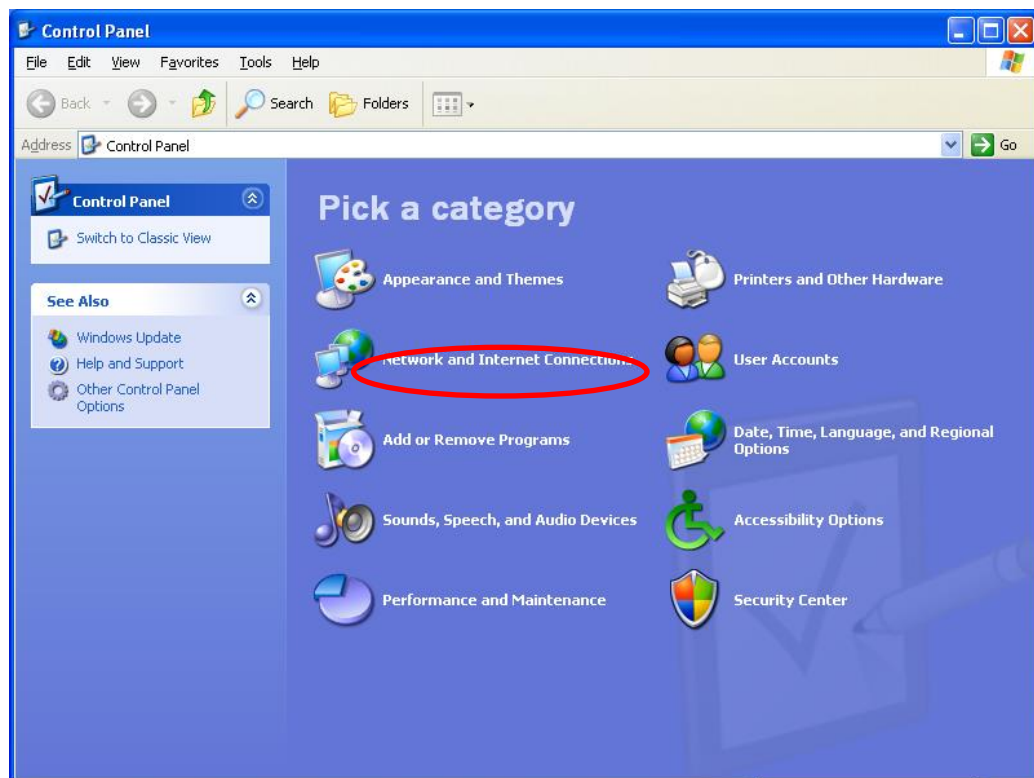 Control Panel
File Edit View Favorites Tools Help
Back Search Folders
Address Control Panel Go
Control Panel
Switch to Classic View
See Also
Windows Update
Help and Support
Other Control Panel
Options
Pick a category
Appearance and Themes
Printers and Other Hardware
Network and Internet Connections
User Accounts
Add or Remove Programs
Date, Time, Language, and Regional
Options
Sounds, Speech, and Audio Devices
Accessibility Options
Performance and Maintenance
Security Center